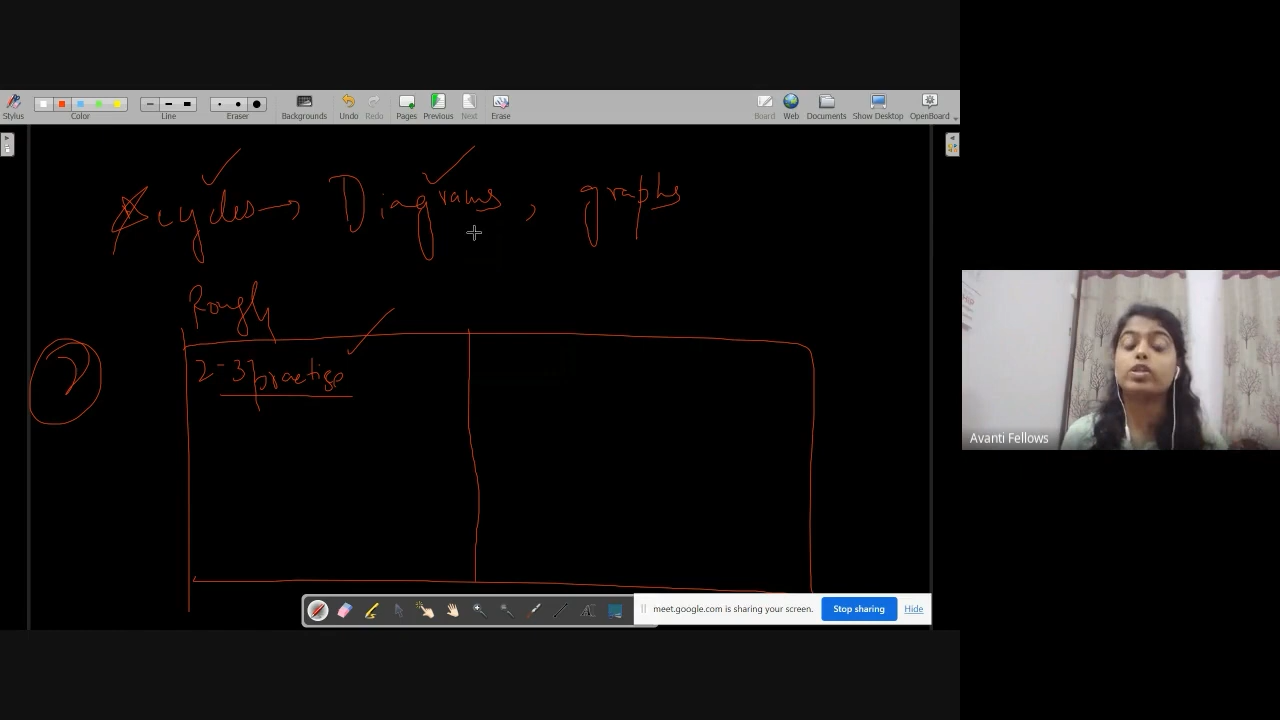 Stylus Color Line Eraser Backgrounds Undo Redo Pages Previous Next Erase Board Web Documents Show Desktop OpenBoard
cycles → Diagrams, graphs
Rough
2-3 practise
meet.google.com is sharing your screen. Stop sharing Hide
Avanti Fellows